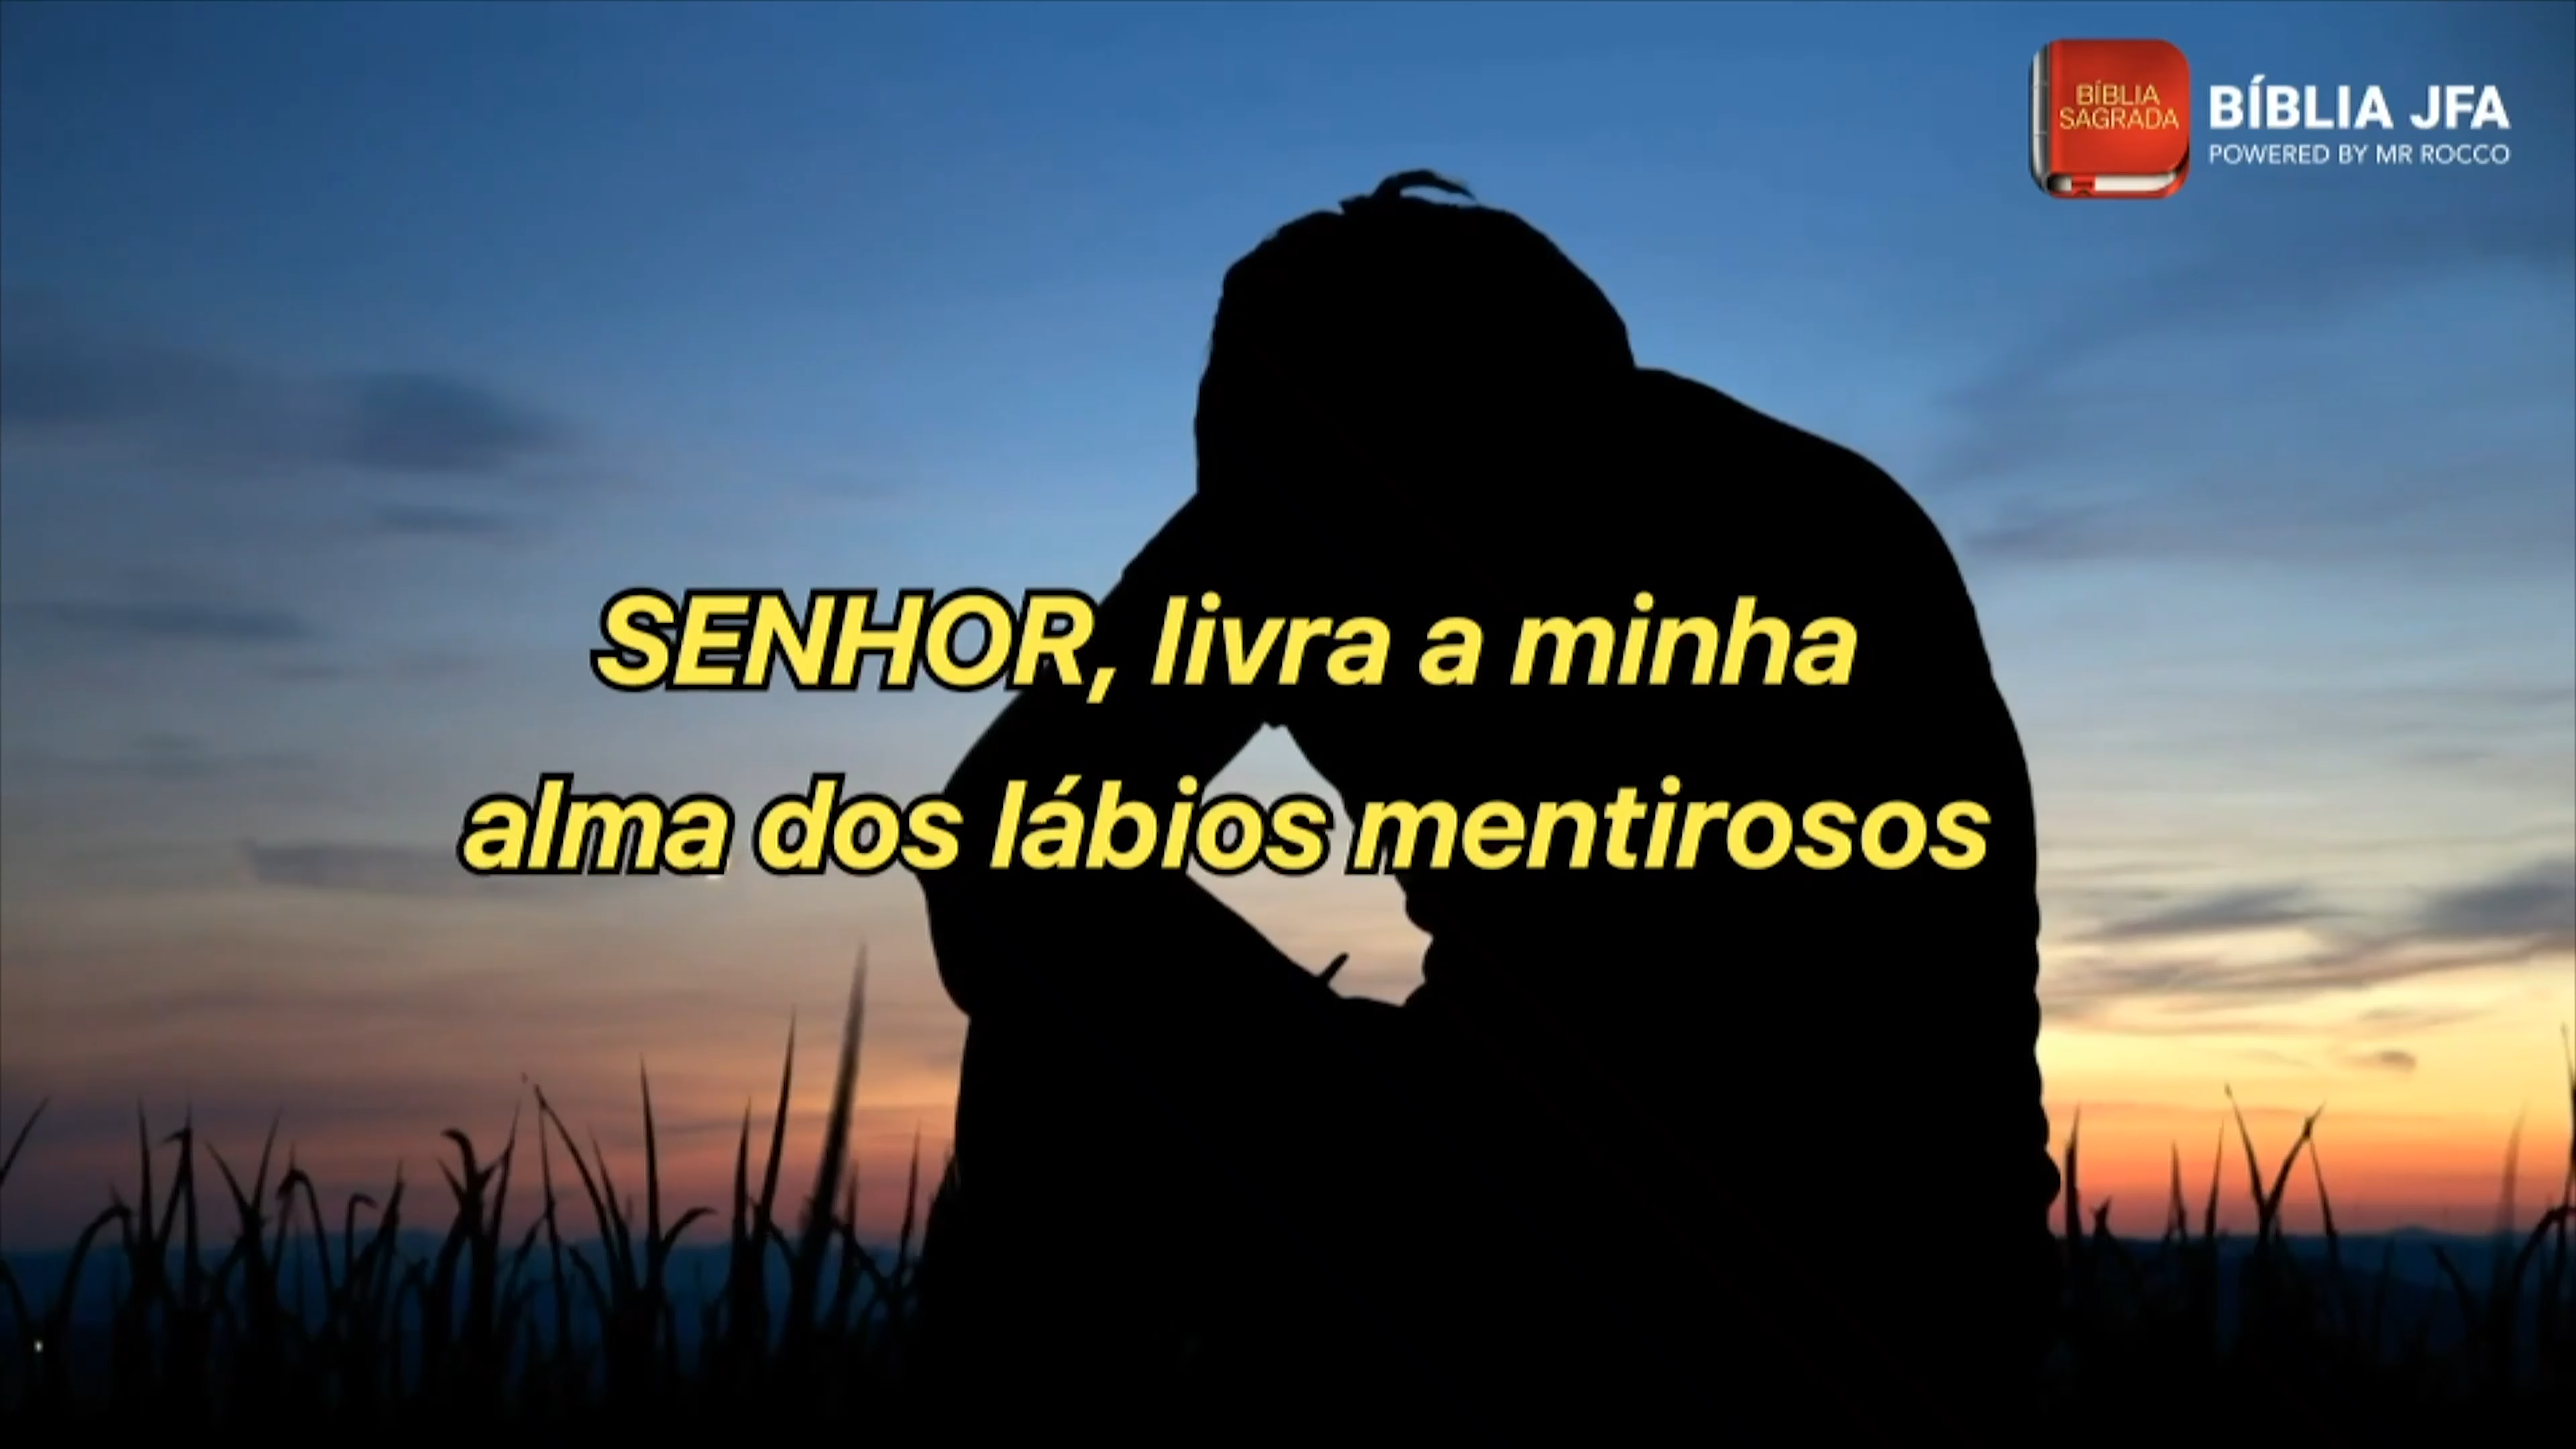 BÍBLIA
SAGRADA
BÍBLIA JFA
POWERED BY MR ROCCO
SENHOR, livra a minha
alma dos lábios mentirosos